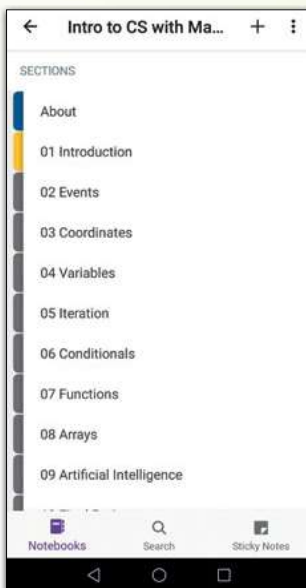 Intro to CS with Ma...
SECTIONS
About
01 Introduction
02 Events
03 Coordinates
04 Variables
05 Iteration
06 Conditionals
07 Functions
08 Arrays
09 Artificial Intelligence
Notebooks Search Sticky Notes